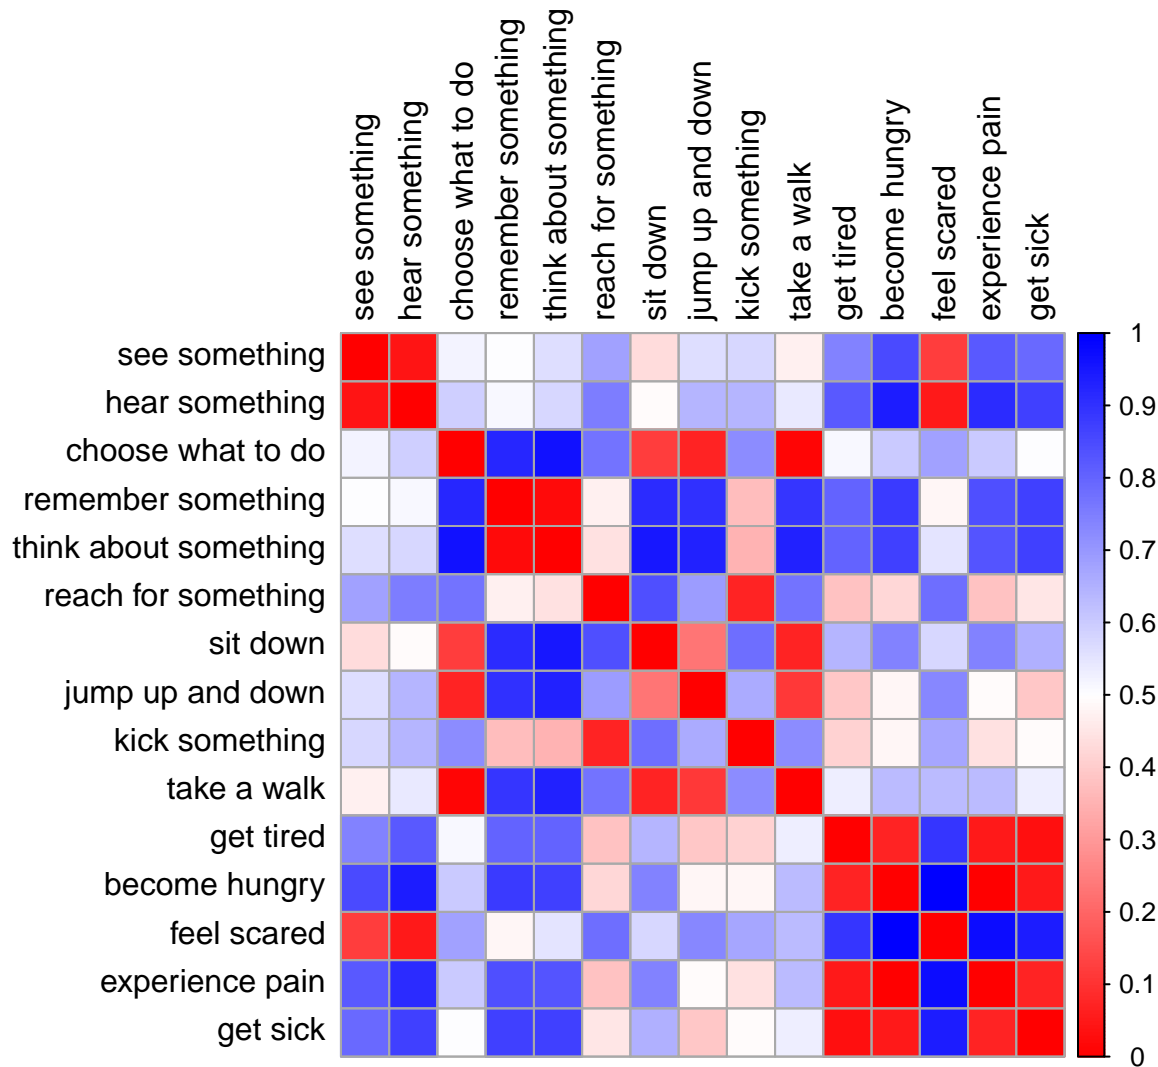 see something
hear something
choose what to do
remember something
think about something
reach for something
sit down
jump up and down
kick something
take a walk
get tired
become hungry
feel scared
experience pain
get sick
see something
hear something
choose what to do
remember something
think about something
reach for something
sit down
jump up and down
kick something
take a walk
get tired
become hungry
feel scared
experience pain
get sick
1
0.9
0.8
0.7
0.6
0.5
0.4
0.3
0.2
0.1
0